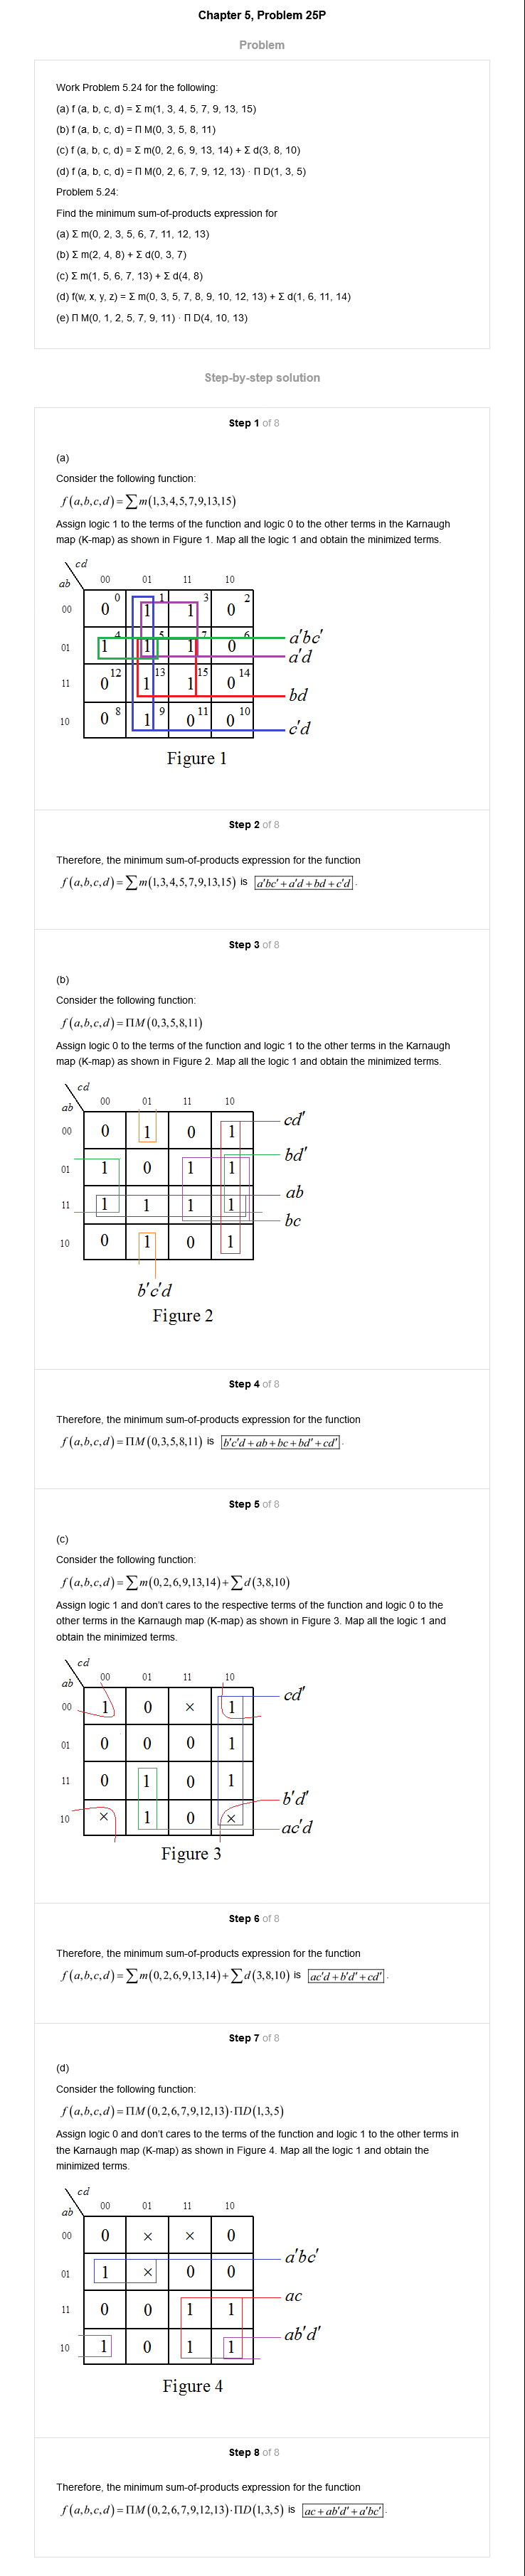 Chapter 5, Problem 25P
Problem
Work Problem 5.24 for the following:
(a) f (a, b, c, d) = Σ m(1, 3, 4, 5, 7, 9, 13, 15)
(b) f (a, b, c, d) = Π M(0, 3, 5, 8, 11)
(c) f (a, b, c, d) = Σ m(0, 2, 6, 9, 13, 14) + Σ d(3, 8, 10)
(d) f (a, b, c, d) = Π M(0, 2, 6, 7, 9, 12, 13) · Π D(1, 3, 5)
Problem 5.24:
Find the minimum sum-of-products expression for
(a) Σ m(0, 2, 3, 5, 6, 7, 11, 12, 13)
(b) Σ m(2, 4, 8) + Σ d(0, 3, 7)
(c) Σ m(1, 5, 6, 7, 13) + Σ d(4, 8)
(d) f(w, x, y, z) = Σ m(0, 3, 5, 7, 8, 9, 10, 12, 13) + Σ d(1, 6, 11, 14)
(e) Π M(0, 1, 2, 5, 7, 9, 11) · Π D(4, 10, 13)
Step-by-step solution
Step 1 of 8
(a)
Consider the following function:
f (a,b,c,d) = ∑ m(1,3,4,5,7,9,13,15)
Assign logic 1 to the terms of the function and logic 0 to the other terms in the Karnaugh
map (K-map) as shown in Figure 1. Map all the logic 1 and obtain the minimized terms.
cd
ab 00 01 11 10
00 0 0 1 1 1 3 0 2
01 1 4 1 5 1 7 0 6 a′bc′
a′d
11 0 12 1 13 1 15 0 14
bd
10 0 8 1 9 0 11 0 10
c′d
Figure 1
Step 2 of 8
Therefore, the minimum sum-of-products expression for the function
f (a,b,c,d) = ∑ m(1,3,4,5,7,9,13,15) is a′bc′ + a′d + bd + c′d .
Step 3 of 8
(b)
Consider the following function:
f (a,b,c,d) = ΠM (0,3,5,8,11)
Assign logic 0 to the terms of the function and logic 1 to the other terms in the Karnaugh
map (K-map) as shown in Figure 2. Map all the logic 1 and obtain the minimized terms.
cd
ab 00 01 11 10
00 0 1 0 1 cd′
01 1 0 1 1 bd′
11 1 1 1 1 ab
bc
10 0 1 0 1
b′c′d
Figure 2
Step 4 of 8
Therefore, the minimum sum-of-products expression for the function
f (a,b,c,d) = ΠM (0,3,5,8,11) is b′c′d + ab + bc + bd′ + cd′ .
Step 5 of 8
(c)
Consider the following function:
f (a,b,c,d) = ∑ m(0,2,6,9,13,14) + ∑ d(3,8,10)
Assign logic 1 and don't cares to the respective terms of the function and logic 0 to the
other terms in the Karnaugh map (K-map) as shown in Figure 3. Map all the logic 1 and
obtain the minimized terms.
cd
ab 00 01 11 10
00 1 0 × 1 cd′
01 0 0 0 1
11 0 1 0 1
b′d′
10 × 1 0 × ac′d
Figure 3
Step 6 of 8
Therefore, the minimum sum-of-products expression for the function
f (a,b,c,d) = ∑ m(0,2,6,9,13,14) + ∑ d(3,8,10) is ac′d + b′d′ + cd′ .
Step 7 of 8
(d)
Consider the following function:
f (a,b,c,d) = ΠM (0,2,6,7,9,12,13)·ΠD(1,3,5)
Assign logic 0 and don't cares to the terms of the function and logic 1 to the other terms in
the Karnaugh map (K-map) as shown in Figure 4. Map all the logic 1 and obtain the
minimized terms.
cd
ab 00 01 11 10
00 0 × × 0
a′bc′
01 1 × 0 0
11 0 0 1 1 ac
10 1 0 1 1 ab′d′
Figure 4
Step 8 of 8
Therefore, the minimum sum-of-products expression for the function
f (a,b,c,d) = ΠM (0,2,6,7,9,12,13)·ΠD(1,3,5) is ac + ab′d′ + a′bc′ .